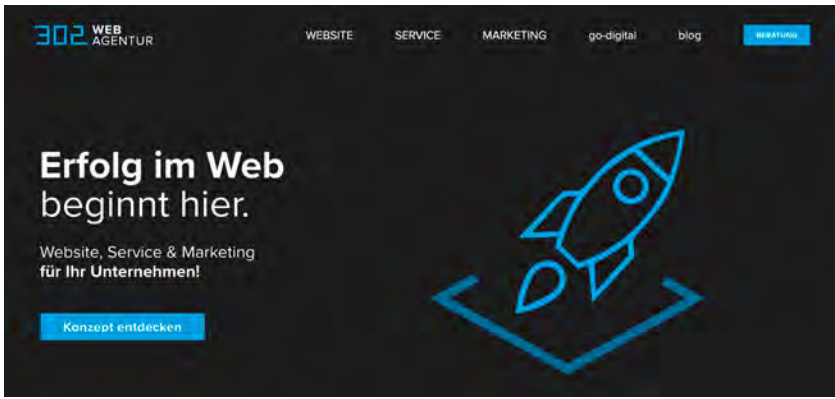 302 WEB
AGENTUR
WEBSITE SERVICE MARKETING go-digital blog BERATUNG
Erfolg im Web
beginnt hier.
Website, Service & Marketing
für Ihr Unternehmen!
Konzept entdecken